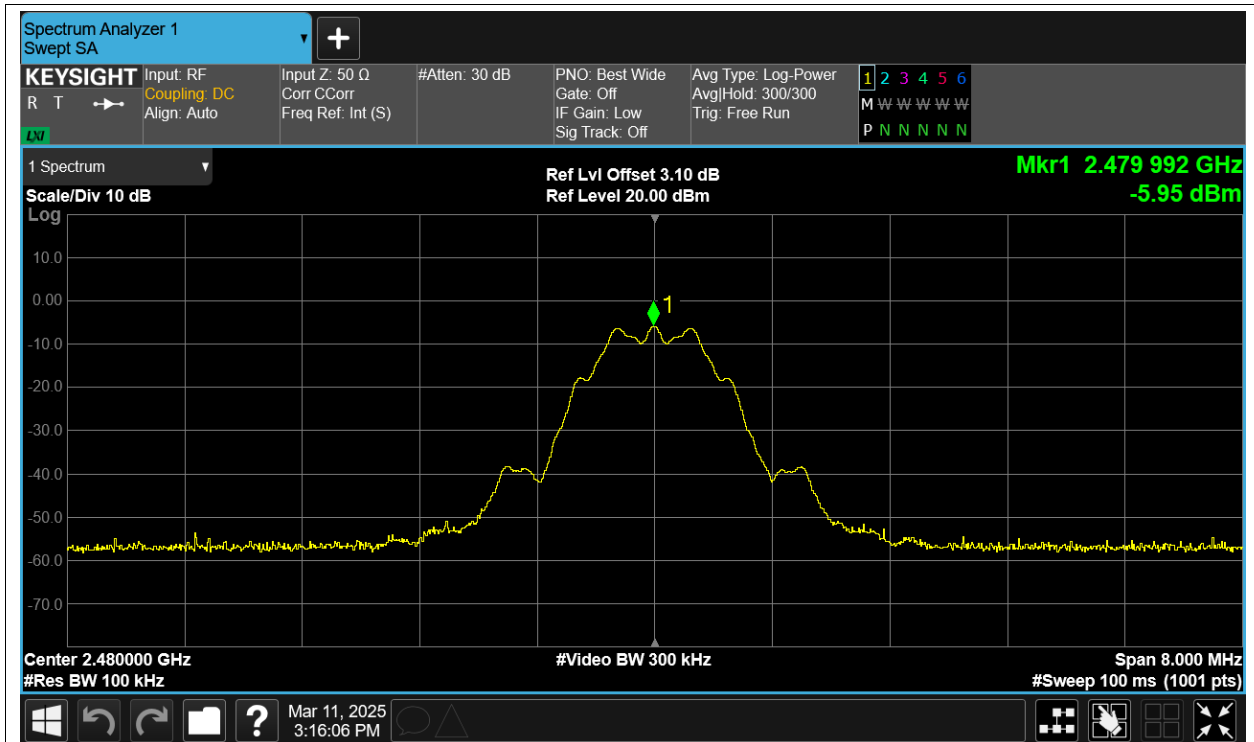 Spectrum Analyzer 1
Swept SA
KEYSIGHT
R T
LXI
Input: RF
Coupling: DC
Align: Auto
Input Z: 50 Ω
Corr CCorr
Freq Ref: Int (S)
#Atten: 30 dB
PNO: Best Wide
Gate: Off
IF Gain: Low
Sig Track: Off
Avg Type: Log-Power
Avg|Hold: 300/300
Trig: Free Run
1 2 3 4 5 6
M W W W W W
P N N N N N
1 Spectrum
Scale/Div 10 dB
Log
Ref Lvl Offset 3.10 dB
Ref Level 20.00 dBm
Mkr1 2.479 992 GHz
-5.95 dBm
10.0
0.00
1
-10.0
-20.0
-30.0
-40.0
-50.0
-60.0
-70.0
Center 2.480000 GHz
#Res BW 100 kHz
#Video BW 300 kHz
Span 8.000 MHz
#Sweep 100 ms (1001 pts)
?
Mar 11, 2025
3:16:06 PM